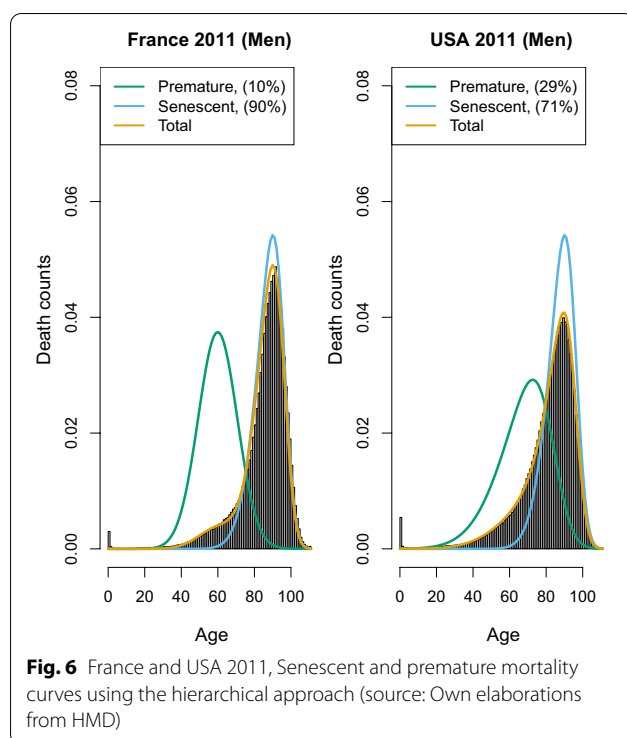 France 2011 (Men)
Premature, (10%)
Senescent, (90%)
Total
Death counts
0.00
0.02
0.04
0.06
0.08
0
20
40
60
80
100
Age
USA 2011 (Men)
Premature, (29%)
Senescent, (71%)
Total
Death counts
0.00
0.02
0.04
0.06
0.08
0
20
40
60
80
100
Age
Fig. 6 France and USA 2011, Senescent and premature mortality
curves using the hierarchical approach (source: Own elaborations
from HMD)